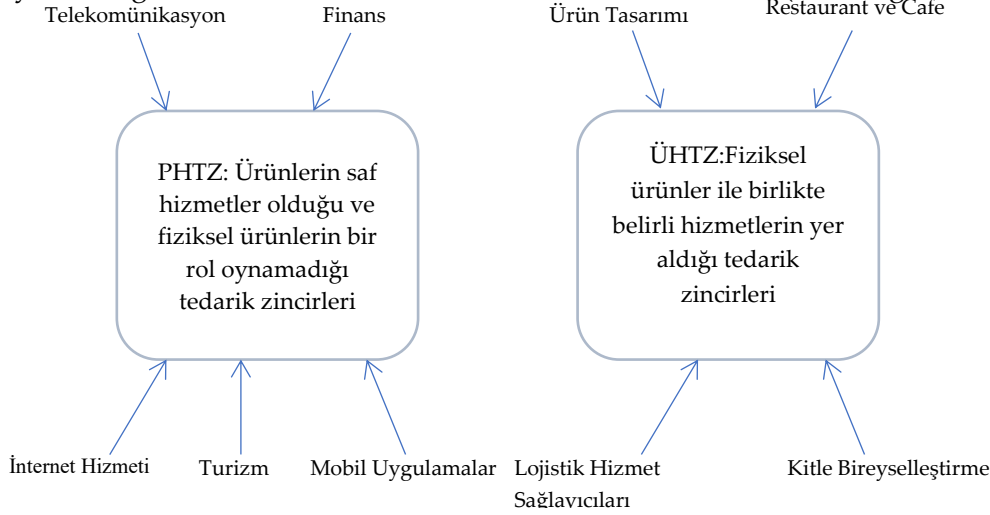 Telekomünikasyon
Finans
Ürün Tasarımı
Restaurant ve Cafe
PHTZ: Ürünlerin saf
hizmetler olduğu ve
fiziksel ürünlerin bir
rol oynamadığı
tedarik zincirleri
ÜHTZ:Fiziksel
ürünler ile birlikte
belirli hizmetlerin yer
aldığı tedarik
zincirleri
İnternet Hizmeti
Turizm
Mobil Uygulamalar
Lojistik Hizmet
Sağlayıcıları
Kitle Bireyselleştirme